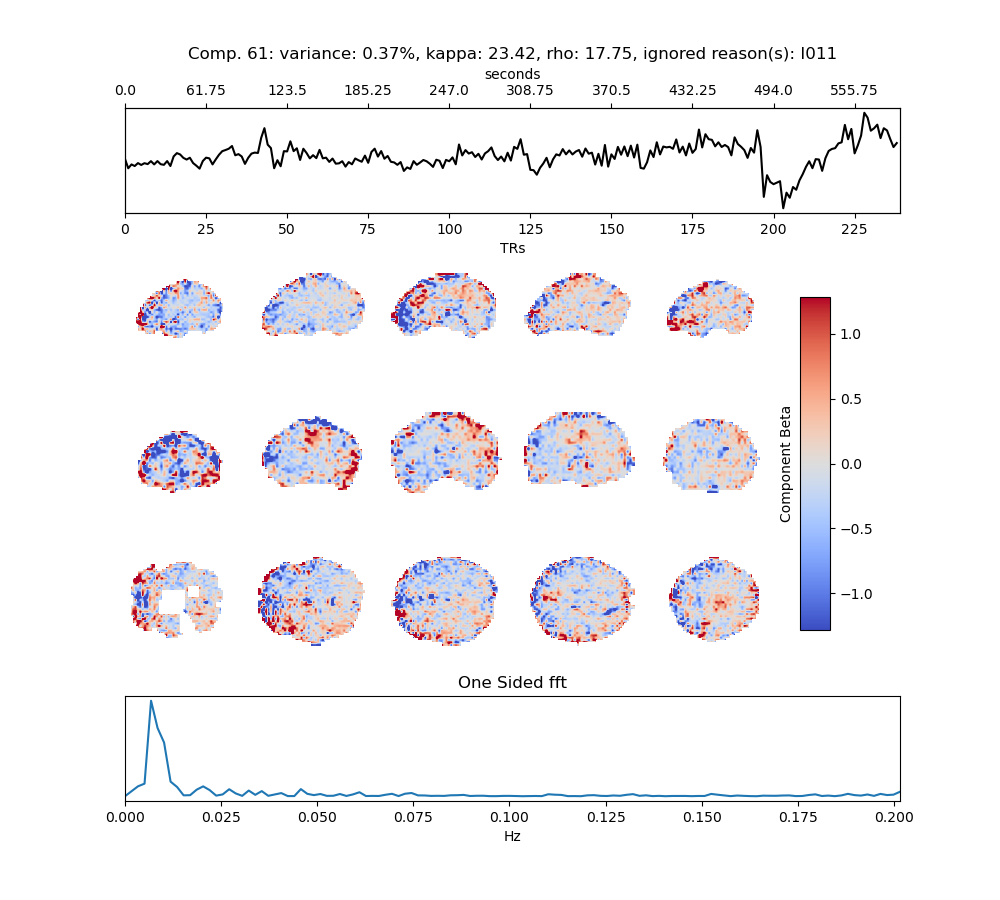 Comp. 61: variance: 0.37%, kappa: 23.42, rho: 17.75, ignored reason(s): I011
seconds
0.0 61.75 123.5 185.25 247.0 308.75 370.5 432.25 494.0 555.75
0 25 50 75 100 125 150 175 200 225
TRs
1.0
0.5
0.0
−0.5
−1.0
Component Beta
One Sided fft
0.000 0.025 0.050 0.075 0.100 0.125 0.150 0.175 0.200
Hz